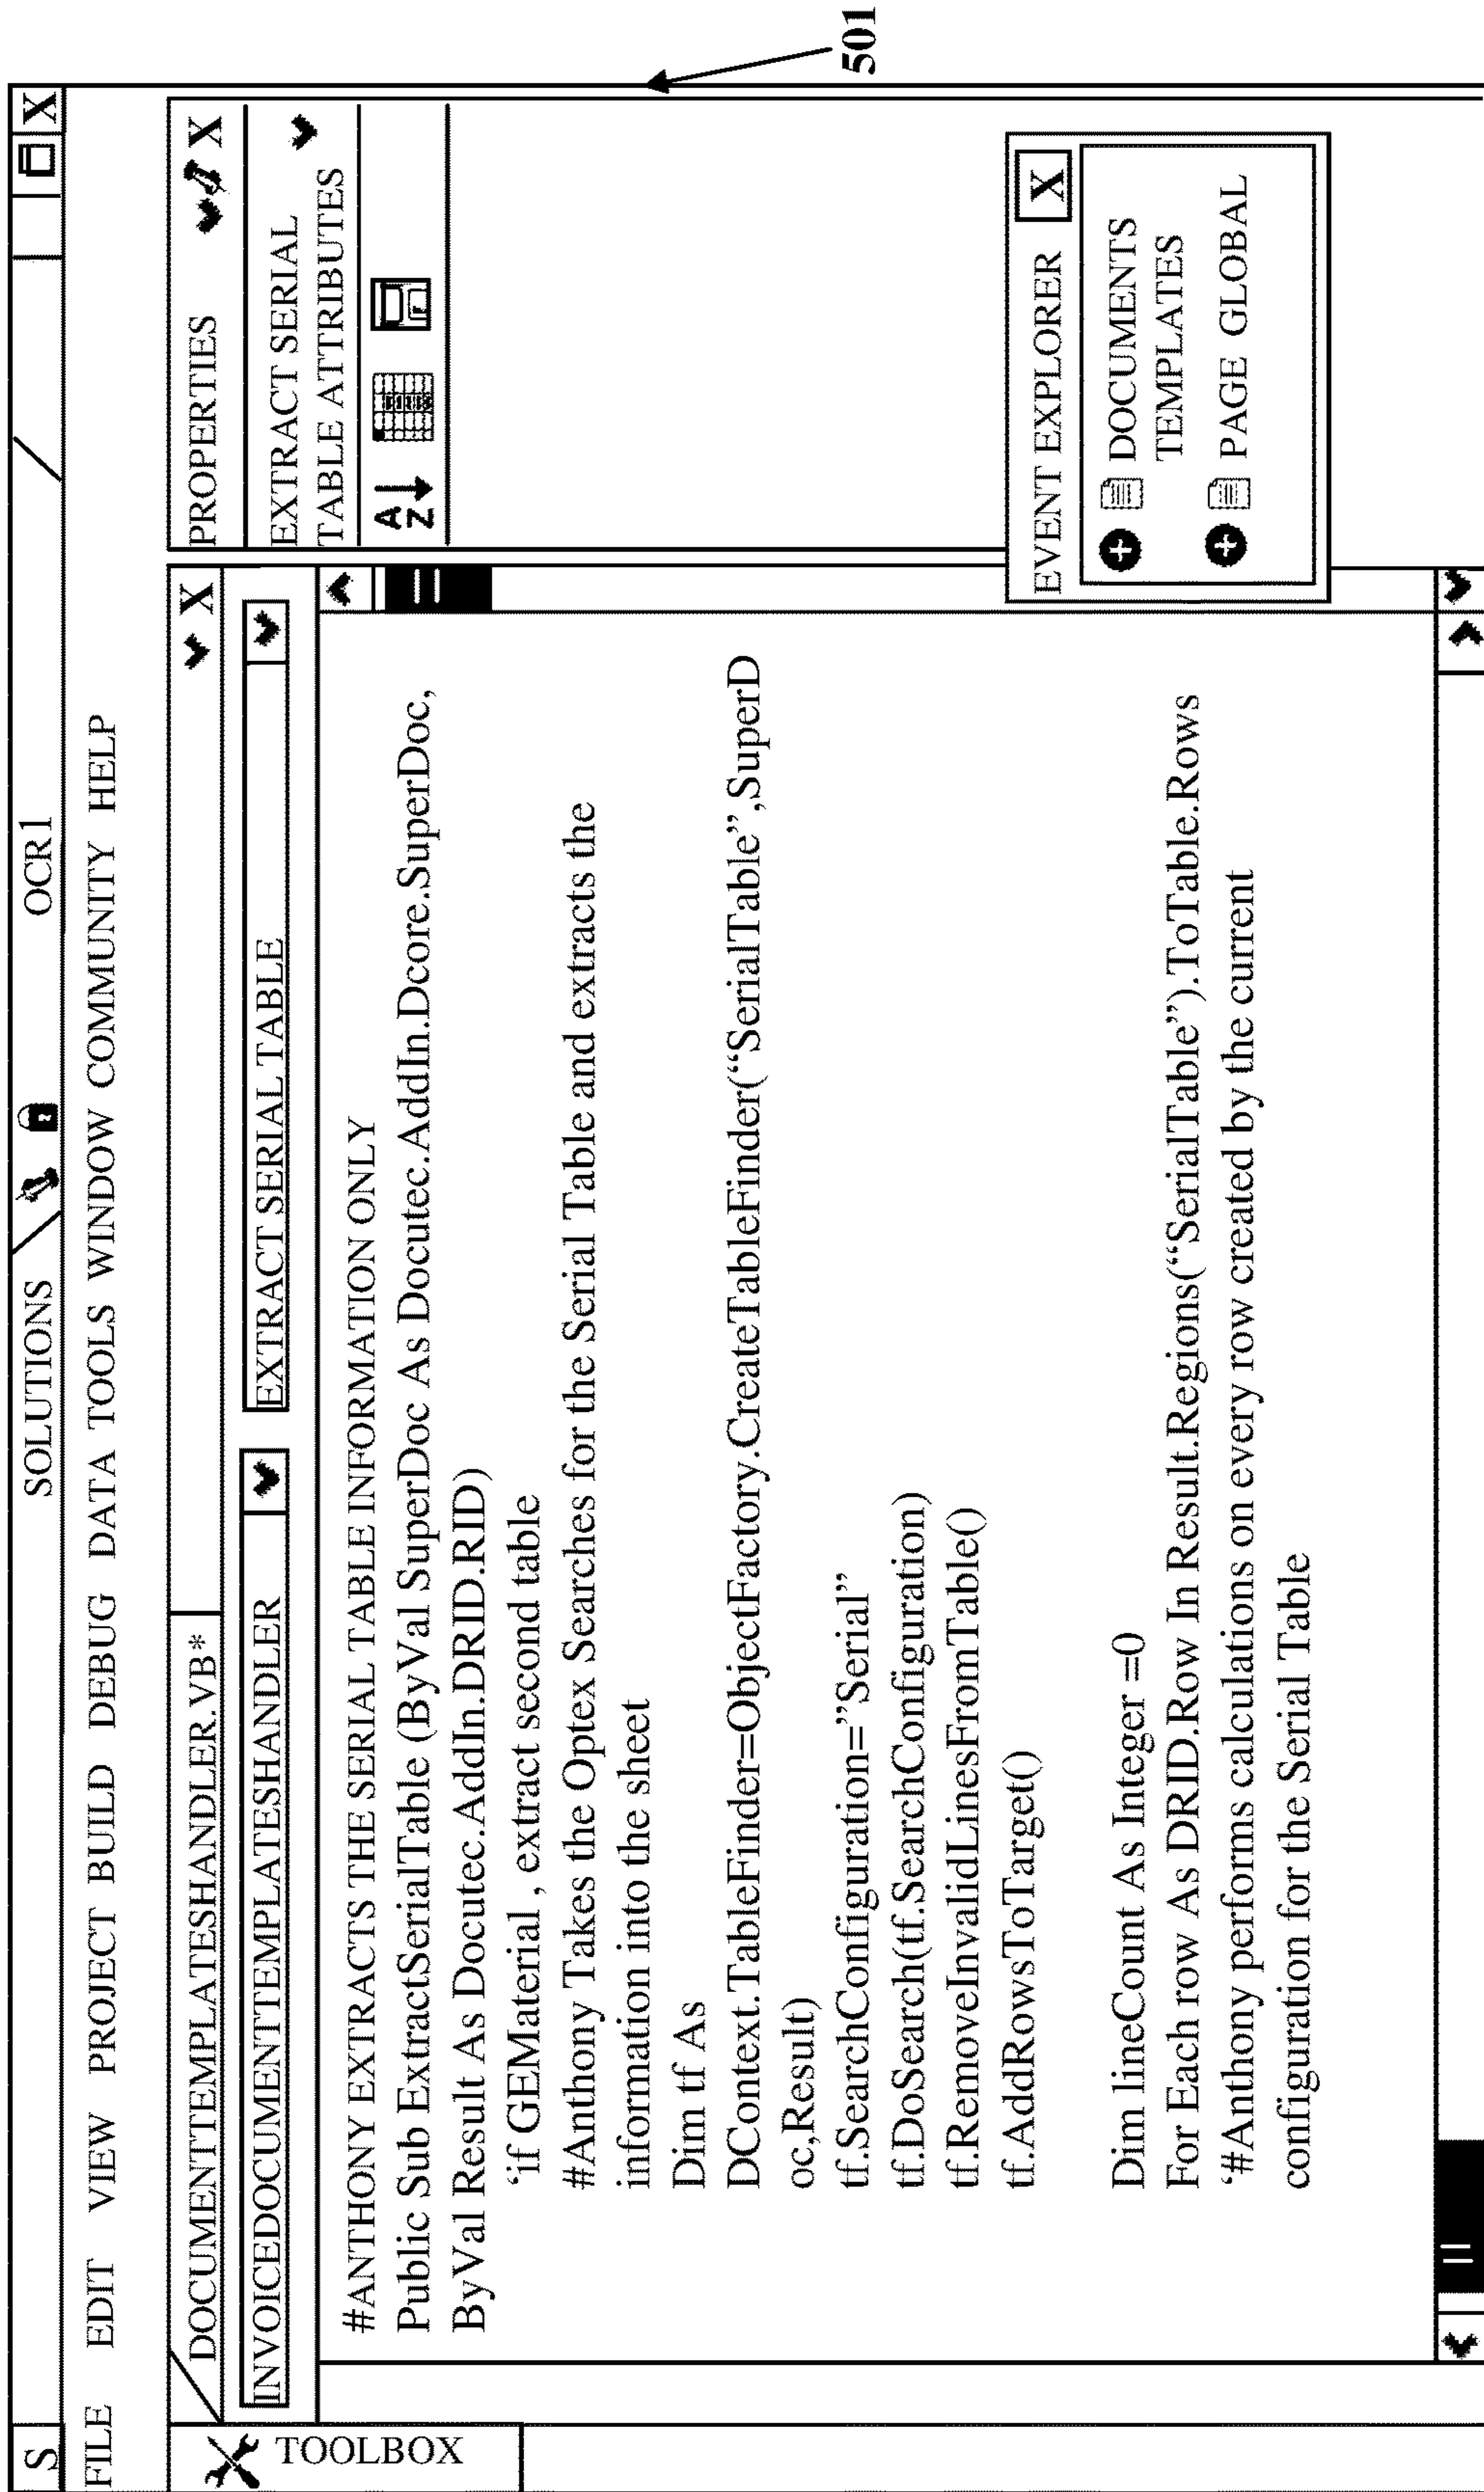 S SOLUTIONS OCR1 X
FILE EDIT VIEW PROJECT BUILD DEBUG DATA TOOLS WINDOW COMMUNITY HELP
TOOLBOX
DOCUMENTTEMPLATESHANDLER.VB* X
INVOICEDOCUMENTTEMPLATESHANDLER EXTRACT SERIAL TABLE
#ANTHONY EXTRACTS THE SERIAL TABLE INFORMATION ONLY
Public Sub ExtractSerialTable (ByVal SuperDoc As Docutec.AddIn.Dcore.SuperDoc,
ByVal Result As Docutec.AddIn.DRID.RID)
‘if GEMaterial , extract second table
#Anthony Takes the Optex Searches for the Serial Table and extracts the
information into the sheet
Dim tf As
DContext.TableFinder=ObjectFactory.CreateTableFinder(“SerialTable”,SuperD
oc,Result)
tf.SearchConfiguration=”Serial”
tf.DoSearch(tf.SearchConfiguration)
tf.RemoveInvalidLinesFromTable()
tf.AddRowsToTarget()
Dim lineCount As Integer =0
For Each row As DRID.Row In Result.Regions(“SerialTable”).ToTable.Rows
‘#Anthony performs calculations on every row created by the current
configuration for the Serial Table
PROPERTIES X
EXTRACT SERIAL
TABLE ATTRIBUTES
A
Z
EVENT EXPLORER X
DOCUMENTS
TEMPLATES
PAGE GLOBAL
501